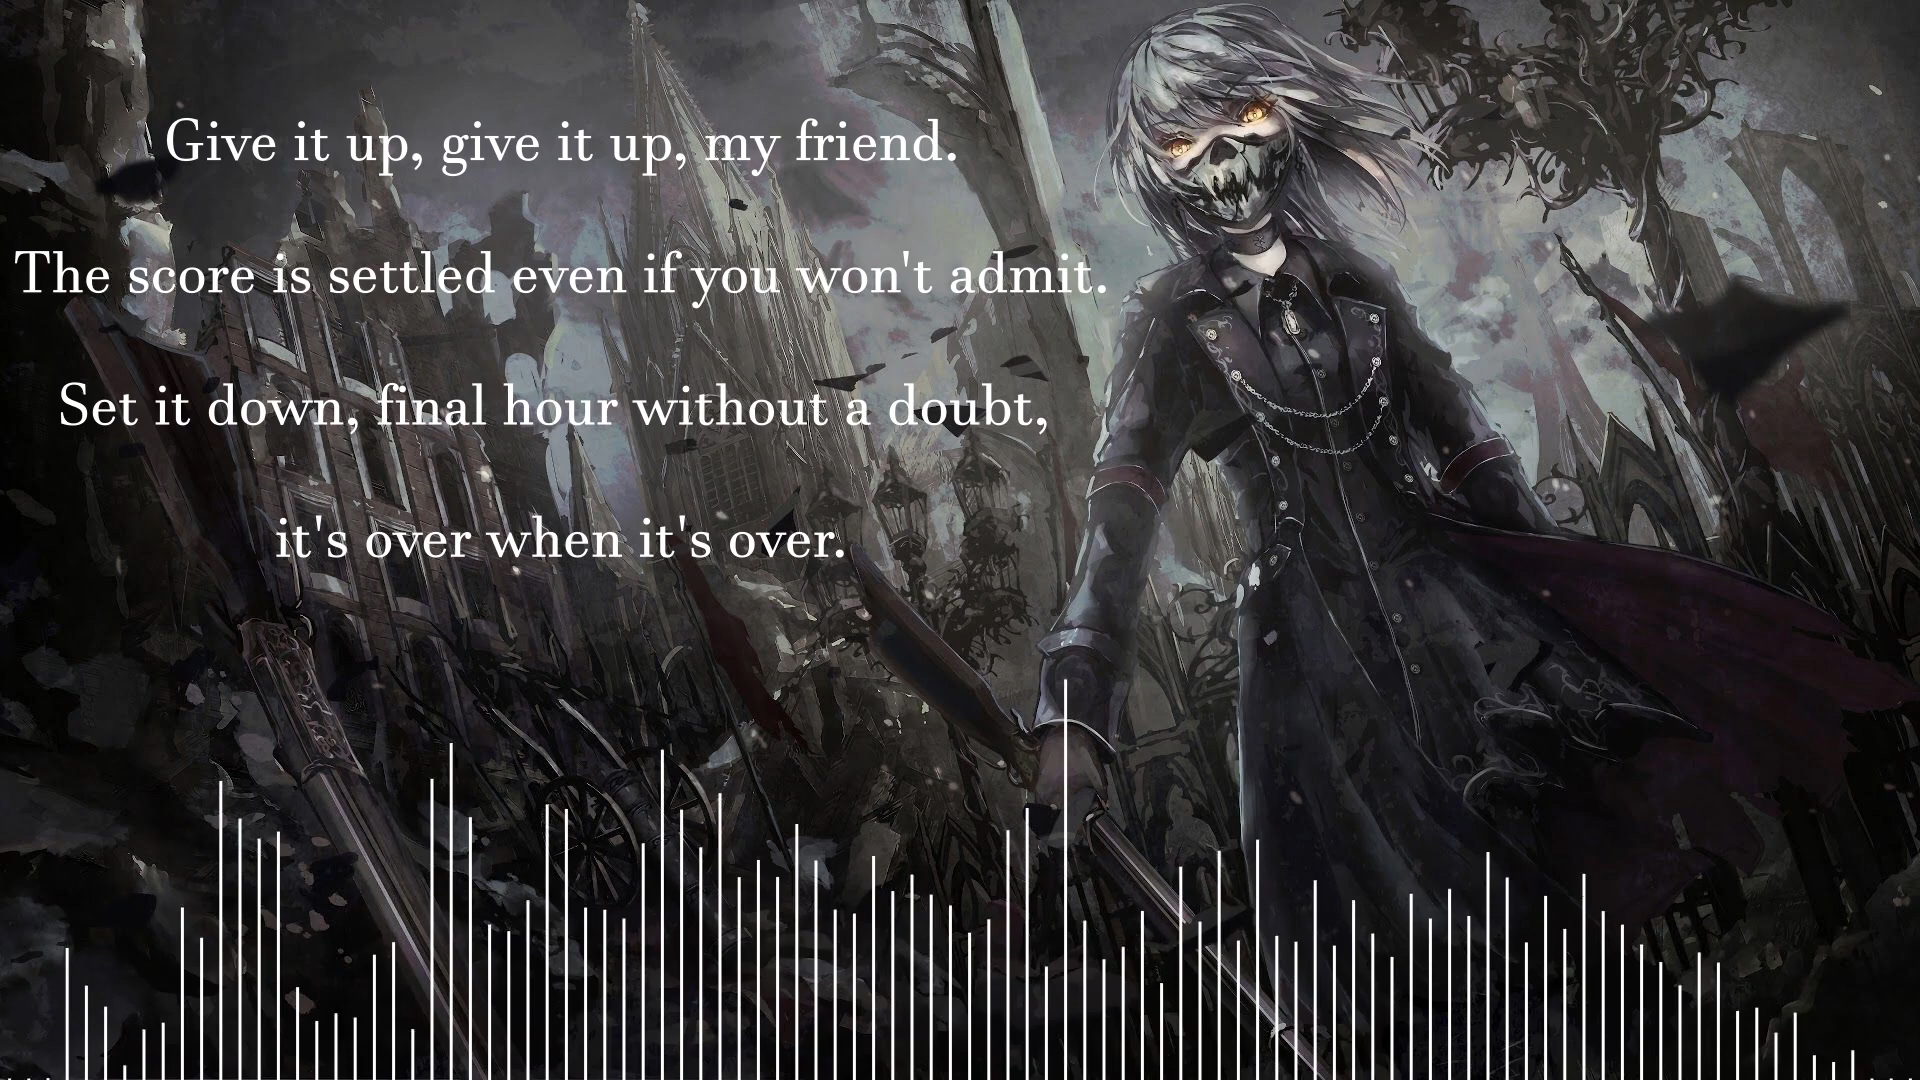 Give it up, give it up, my friend.
The score is settled even if you won't admit.
Set it down, final hour without a doubt,
it's over when it's over.